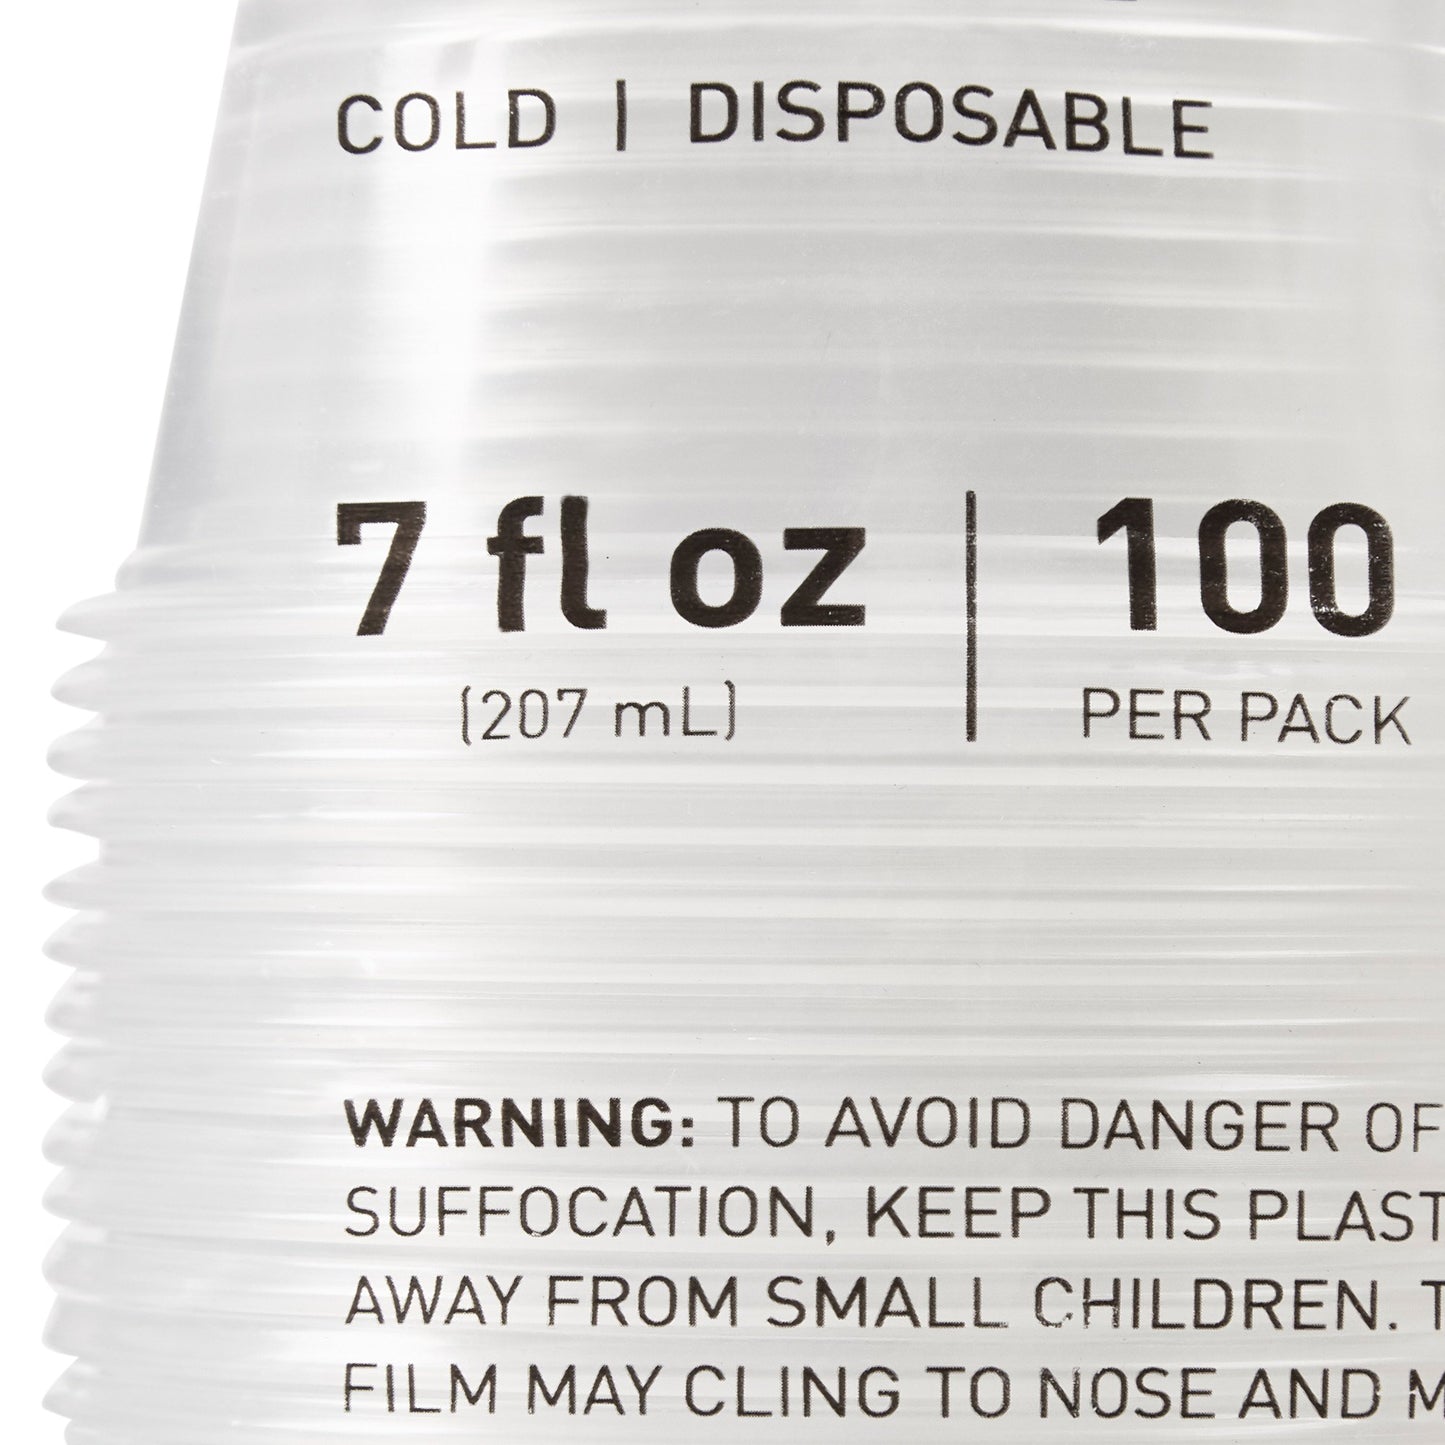 COLD | DISPOSABLE
7 fl oz | 100
(207 mL) PER PACK
WARNING: TO AVOID DANGER OF
SUFFOCATION, KEEP THIS PLAST
AWAY FROM SMALL CHILDREN. T
FILM MAY CLING TO NOSE AND M